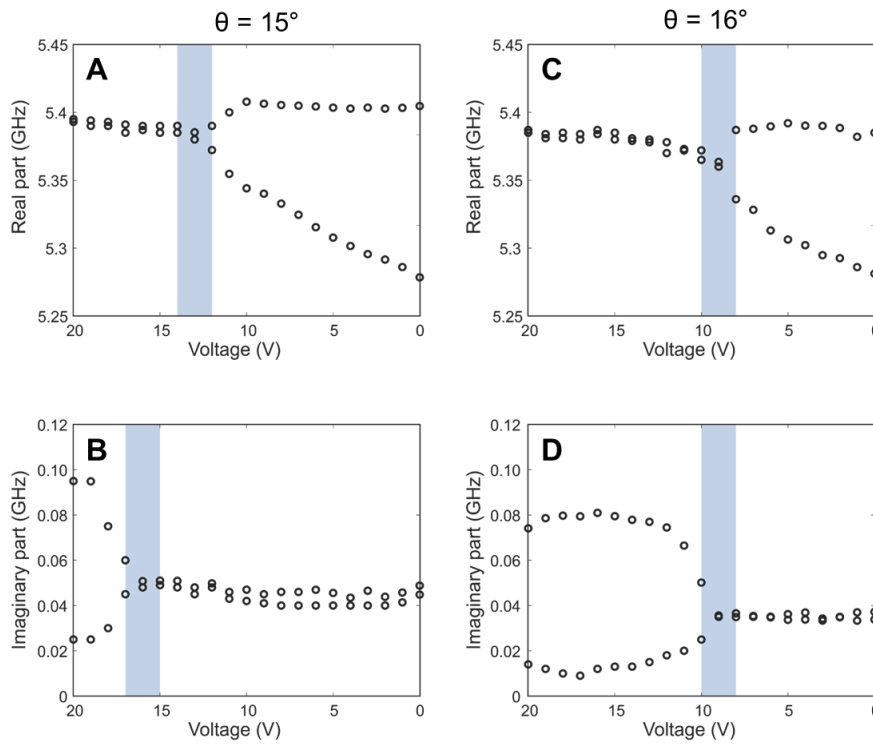 θ = 15°
θ = 16°
A
5.45
5.4
5.35
5.3
5.25
Real part (GHz)
20 15 10 5 0
Voltage (V)
C
5.45
5.4
5.35
5.3
5.25
Real part (GHz)
20 15 10 5 0
Voltage (V)
B
0.12
0.10
0.08
0.06
0.04
0.02
0
Imaginary part (GHz)
20 15 10 5 0
Voltage (V)
D
0.12
0.10
0.08
0.06
0.04
0.02
0
Imaginary part (GHz)
20 15 10 5 0
Voltage (V)